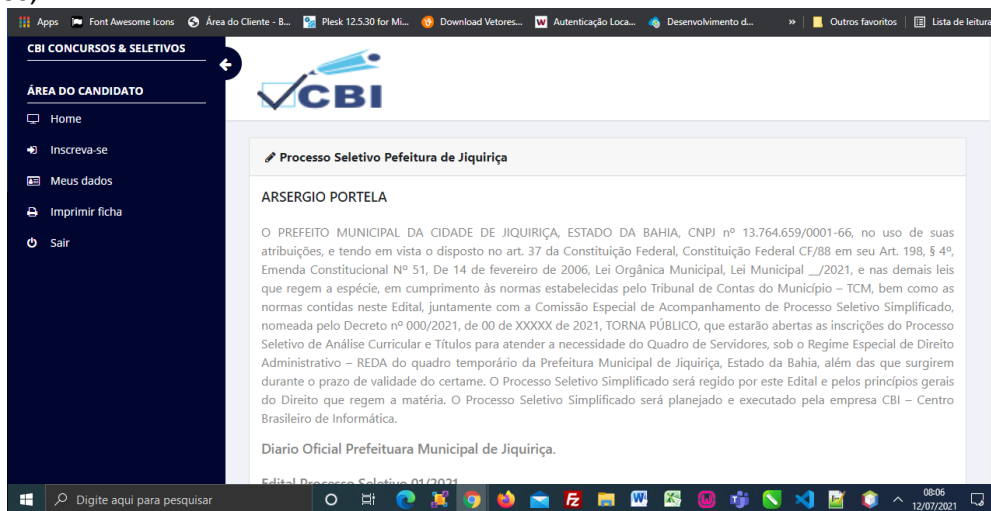 Apps Font Awesome Icons Área do Cliente - B... Plesk 12.5.30 for Mi... Download Vetores... Autenticação Loca... Desenvolvimento d... » Outros favoritos Lista de leitura
CBI CONCURSOS & SELETIVOS
ÁREA DO CANDIDATO
Home
Inscreva-se
Meus dados
Imprimir ficha
Sair
CBI
Processo Seletivo Pefeitura de Jiquiriça
ARSERGIO PORTELA
O PREFEITO MUNICIPAL DA CIDADE DE JIQUIRIÇA, ESTADO DA BAHIA, CNPJ nº 13.764.659/0001-66, no uso de suas
atribuições, e tendo em vista o disposto no art. 37 da Constituição Federal, Constituição Federal CF/88 em seu Art. 198, § 4º,
Emenda Constitucional Nº 51, De 14 de fevereiro de 2006, Lei Orgânica Municipal, Lei Municipal __/2021, e nas demais leis
que regem a espécie, em cumprimento às normas estabelecidas pelo Tribunal de Contas do Município – TCM, bem como as
normas contidas neste Edital, juntamente com a Comissão Especial de Acompanhamento de Processo Seletivo Simplificado,
nomeada pelo Decreto nº 000/2021, de 00 de XXXXX de 2021, TORNA PÚBLICO, que estarão abertas as inscrições do Processo
Seletivo de Análise Curricular e Títulos para atender a necessidade do Quadro de Servidores, sob o Regime Especial de Direito
Administrativo – REDA do quadro temporário da Prefeitura Municipal de Jiquiriça, Estado da Bahia, além das que surgirem
durante o prazo de validade do certame. O Processo Seletivo Simplificado será regido por este Edital e pelos princípios gerais
do Direito que regem a matéria. O Processo Seletivo Simplificado será planejado e executado pela empresa CBI – Centro
Brasileiro de Informática.
Diario Oficial Prefeituara Municipal de Jiquiriça.
Edital Processo Seletivo 01/2021
Digite aqui para pesquisar
08:06
12/07/2021